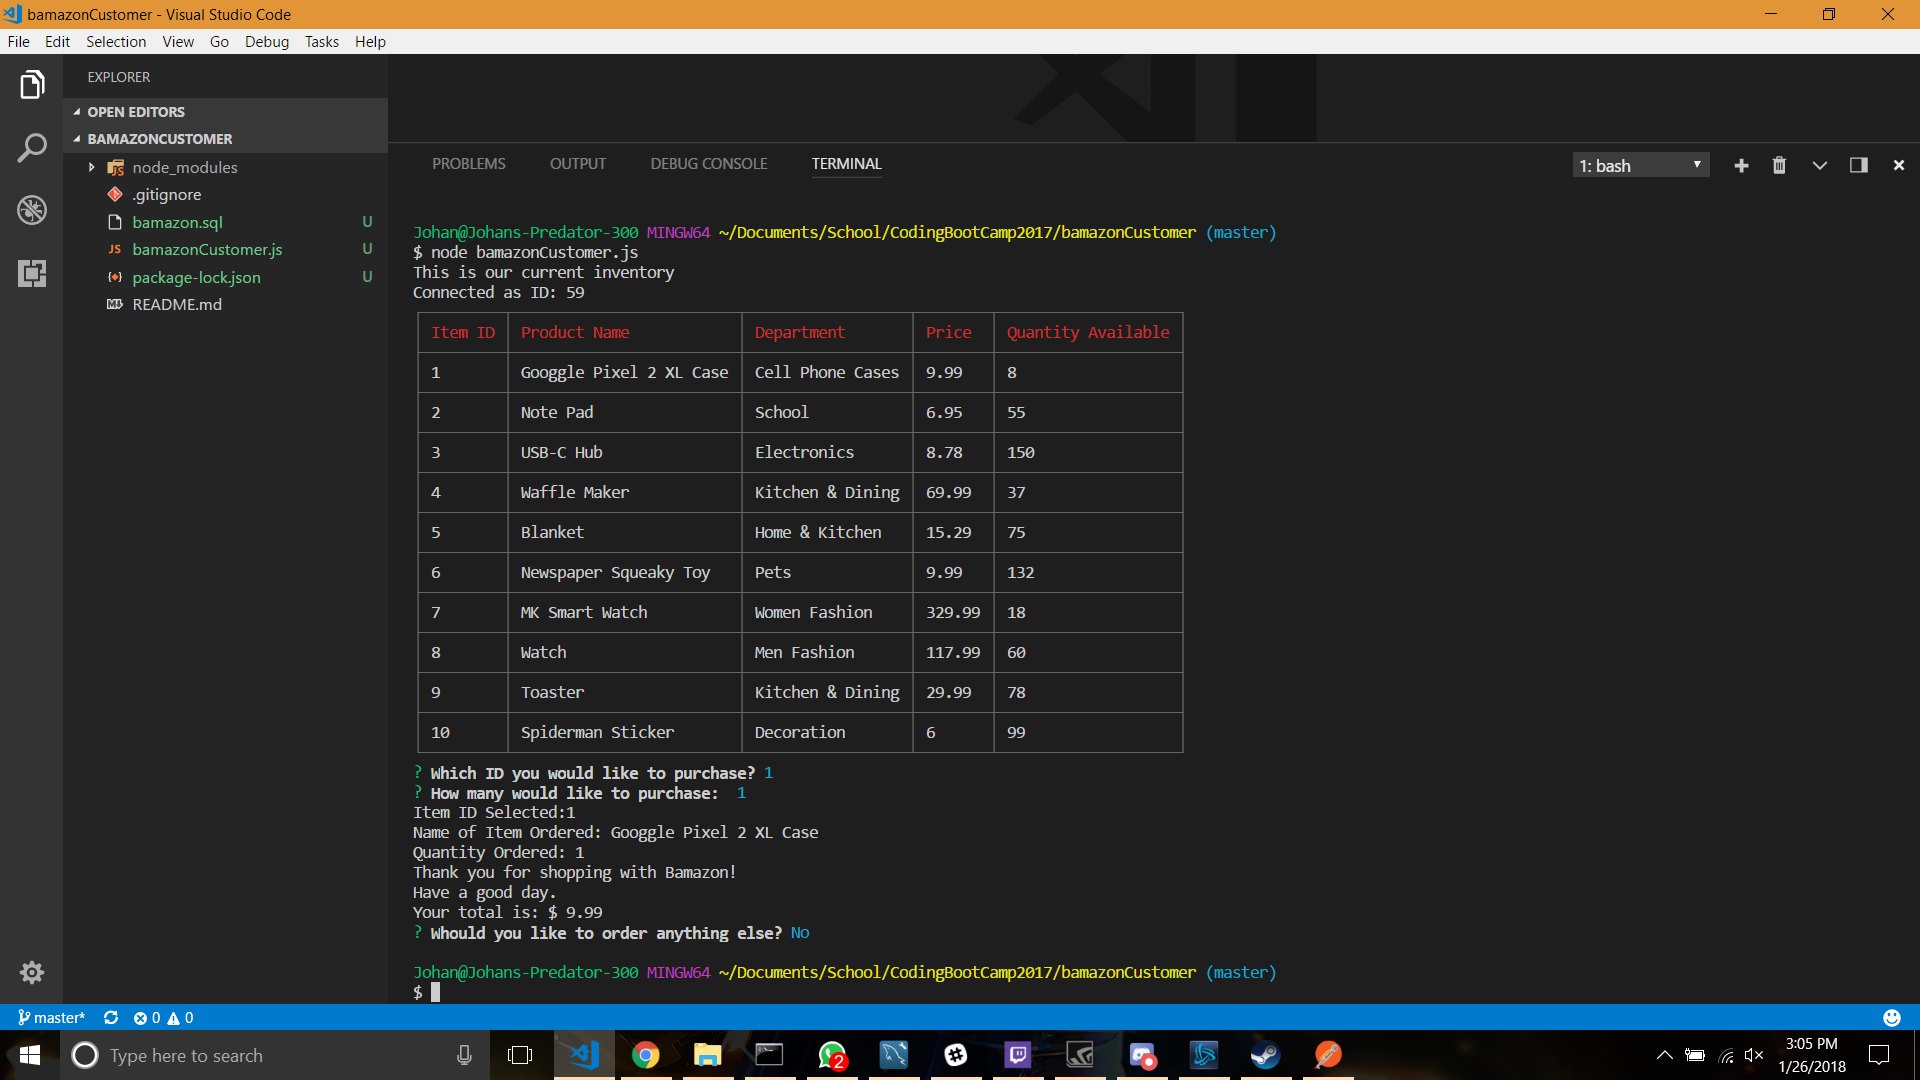 bamazonCustomer - Visual Studio Code
File Edit Selection View Go Debug Tasks Help
EXPLORER
OPEN EDITORS
BAMAZONCUSTOMER
node_modules
.gitignore
bamazon.sql U
bamazonCustomer.js U
package-lock.json U
README.md
PROBLEMS OUTPUT DEBUG CONSOLE TERMINAL
1: bash
Johan@Johans-Predator-300 MINGW64 ~/Documents/School/CodingBootCamp2017/bamazonCustomer (master)
$ node bamazonCustomer.js
This is our current inventory
Connected as ID: 59
Item ID Product Name Department Price Quantity Available
1 Googgle Pixel 2 XL Case Cell Phone Cases 9.99 8
2 Note Pad School 6.95 55
3 USB-C Hub Electronics 8.78 150
4 Waffle Maker Kitchen & Dining 69.99 37
5 Blanket Home & Kitchen 15.29 75
6 Newspaper Squeaky Toy Pets 9.99 132
7 MK Smart Watch Women Fashion 329.99 18
8 Watch Men Fashion 117.99 60
9 Toaster Kitchen & Dining 29.99 78
10 Spiderman Sticker Decoration 6 99
? Which ID you would like to purchase? 1
? How many would like to purchase: 1
Item ID Selected:1
Name of Item Ordered: Googgle Pixel 2 XL Case
Quantity Ordered: 1
Thank you for shopping with Bamazon!
Have a good day.
Your total is: $ 9.99
? Whould you like to order anything else? No
Johan@Johans-Predator-300 MINGW64 ~/Documents/School/CodingBootCamp2017/bamazonCustomer (master)
$
master* 0 0
Type here to search
2
3:05 PM
1/26/2018